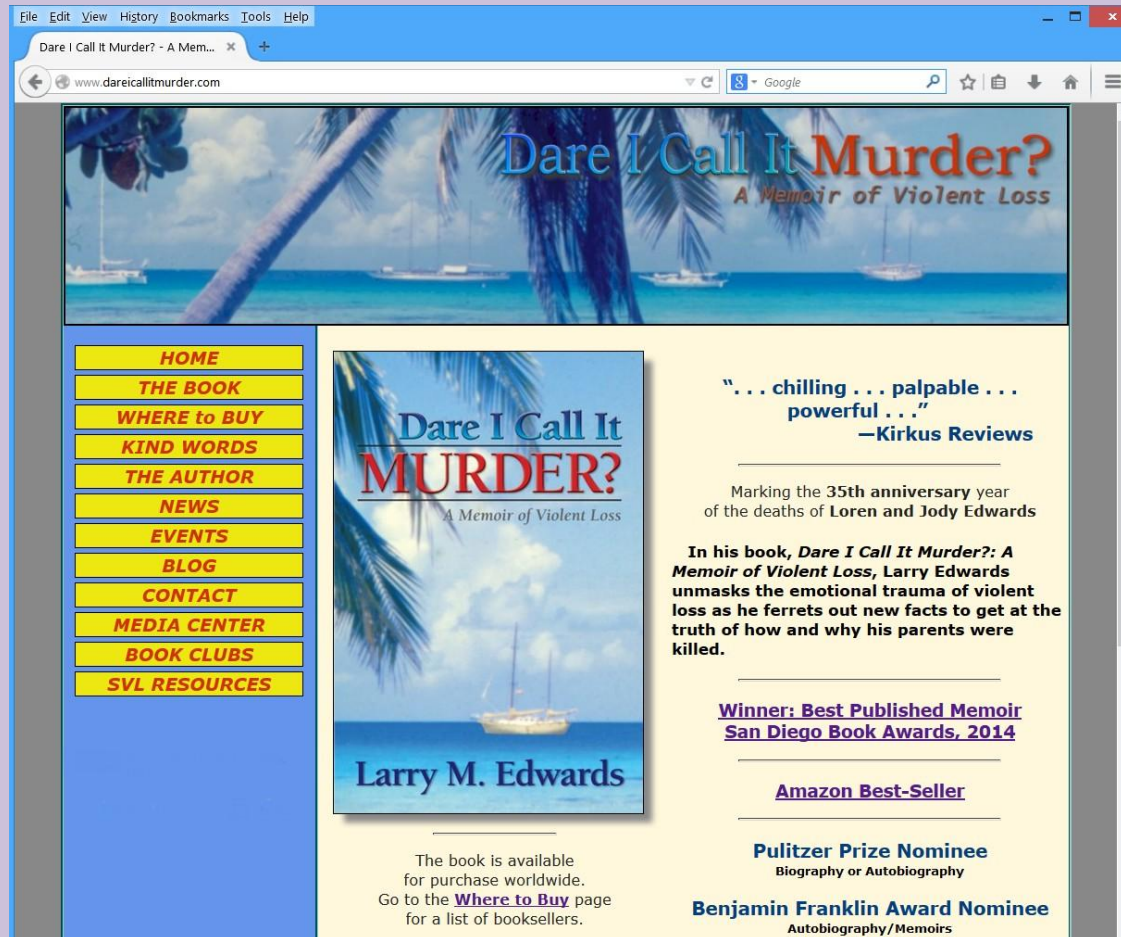 File Edit View History Bookmarks Tools Help
Dare I Call It Murder? - A Mem...
www.dareicallitmurder.com
Google
Dare I Call It Murder?
A Memoir of Violent Loss
HOME
THE BOOK
WHERE to BUY
KIND WORDS
THE AUTHOR
NEWS
EVENTS
BLOG
CONTACT
MEDIA CENTER
BOOK CLUBS
SVL RESOURCES
Dare I Call It
MURDER?
A Memoir of Violent Loss
Larry M. Edwards
The book is available
for purchase worldwide.
Go to the Where to Buy page
for a list of booksellers.
“. . . chilling . . . palpable . . .
powerful . . .”
—Kirkus Reviews
Marking the 35th anniversary year
of the deaths of Loren and Jody Edwards
In his book, Dare I Call It Murder?: A
Memoir of Violent Loss, Larry Edwards
unmasks the emotional trauma of violent
loss as he ferrets out new facts to get at the
truth of how and why his parents were
killed.
Winner: Best Published Memoir
San Diego Book Awards, 2014
Amazon Best-Seller
Pulitzer Prize Nominee
Biography or Autobiography
Benjamin Franklin Award Nominee
Autobiography/Memoirs